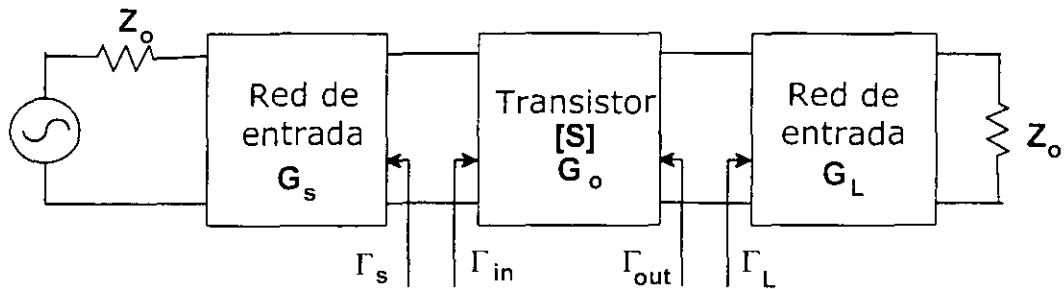 Zo
Red de
entrada
Gs
Transistor
[S]
Go
Red de
entrada
GL
Zo
Γs
Γin
Γout
ΓL